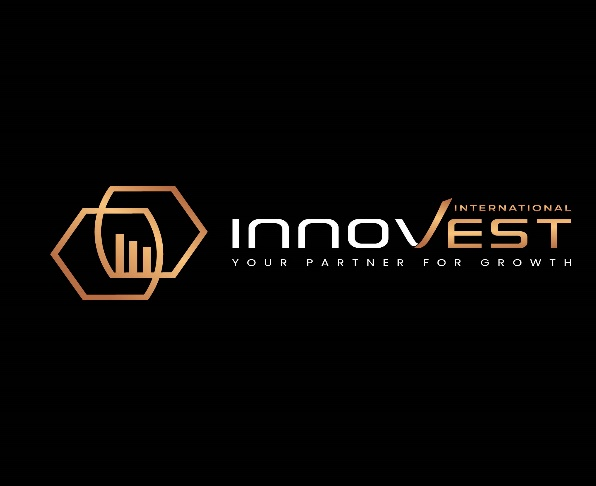 INTERNATIONAL
INNOVEST
YOUR PARTNER FOR GROWTH